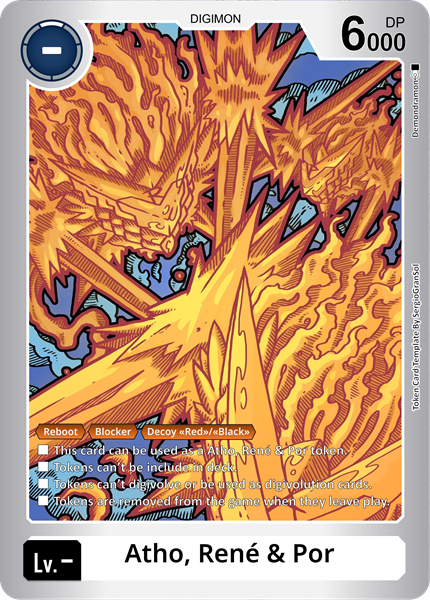 DIGIMON
-
DP
6000
Demondramon
Token Card Template By SergioGranSol
Reboot
Blocker
Decoy «Red»/«Black»
This card can be used as a Atho, René & Por token.
Tokens can't be include in deck.
Tokens can't digivolve or be used as digivolution cards.
Tokens are removed from the game when they leave play.
Lv.-
Atho, René & Por